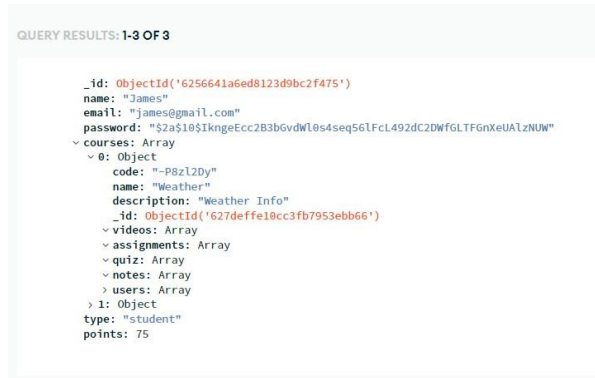 QUERY RESULTS: 1-3 OF 3
_id: ObjectId('6256641a6ed8123d9bc2f475')
name: "James"
email: "james@gmail.com"
password: "$2a$10$IkngeEcc2B3bGvdWl0s4seq56lFcL492dC2DWfGLTFGnXeUAlzNUW"
courses: Array
0: Object
code: "-P8zl2Dy"
name: "Weather"
description: "Weather Info"
_id: ObjectId('627deffe10cc3fb7953ebb66')
videos: Array
assignments: Array
quiz: Array
notes: Array
users: Array
1: Object
type: "student"
points: 75